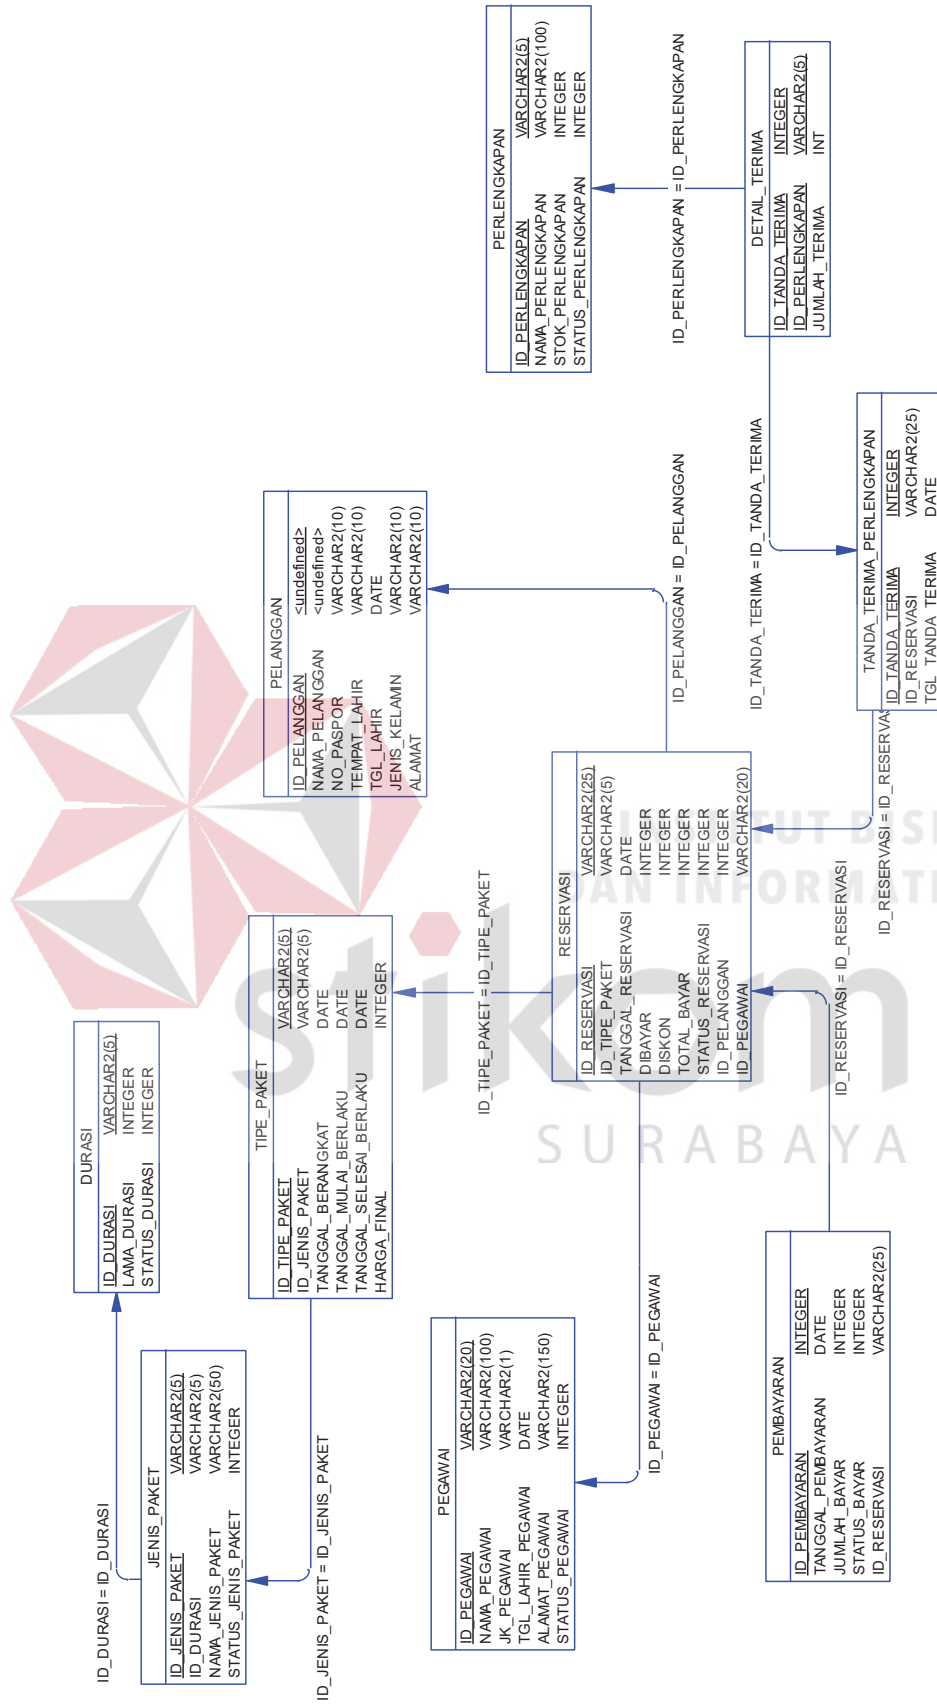 ID_DURASI = ID_DURASI
JENIS_PAKET
ID_JENIS_PAKET VARCHAR2(5)
ID_DURASI VARCHAR2(5)
NAMA_JENIS_PAKET VARCHAR2(50)
STATUS_JENIS_PAKET INTEGER
ID_JENIS_PAKET = ID_JENIS_PAKET
DURASI
ID_DURASI VARCHAR2(5)
LAMA_DURASI INTEGER
STATUS_DURASI INTEGER
TIPE_PAKET
ID_TIPE_PAKET VARCHAR2(5)
ID_JENIS_PAKET VARCHAR2(5)
TANGGAL_BERANGKAT DATE
TANGGAL_MULAI_BERLAKU DATE
TANGGAL_SELESAI_BERLAKU DATE
HARGA_FINAL INTEGER
PELANGGAN
ID_PELANGGAN <undefined>
NAMA_PELANGGAN <undefined>
NO_PASPOR VARCHAR2(10)
TEMPAT_LAHIR VARCHAR2(10)
TGL_LAHIR DATE
JENIS_KELAMIN VARCHAR2(10)
ALAMAT VARCHAR2(10)
PEGAWAI
ID_PEGAWAI VARCHAR2(20)
NAMA_PEGAWAI VARCHAR2(100)
JK_PEGAWAI VARCHAR2(1)
TGL_LAHIR_PEGAWAI DATE
ALAMAT_PEGAWAI VARCHAR2(150)
STATUS_PEGAWAI INTEGER
ID_TIPE_PAKET = ID_TIPE_PAKET
PERLENGKAPAN
ID_PERLENGKAPAN VARCHAR2(5)
NAMA_PERLENGKAPAN VARCHAR2(100)
STOK_PERLENGKAPAN INTEGER
STATUS_PERLENGKAPAN INTEGER
RESERVASI
ID_RESERVASI VARCHAR2(25)
ID_TIPE_PAKET VARCHAR2(5)
TANGGAL_RESERVASI DATE
DIBAYAR INTEGER
DISKON INTEGER
TOTAL_BAYAR INTEGER
STATUS_RESERVASI INTEGER
ID_PELANGGAN INTEGER
ID_PEGAWAI VARCHAR2(20)
ID_PEGAWAI = ID_PEGAWAI
ID_PELANGGAN = ID_PELANGGAN
ID_PERLENGKAPAN = ID_PERLENGKAPAN
DETAIL_TERIMA
ID_TANDA_TERIMA INTEGER
ID_PERLENGKAPAN VARCHAR2(5)
JUMLAH_TERIMA INT
ID_TANDA_TERIMA = ID_TANDA_TERIMA
PEMBAYARAN
ID_PEMBAYARAN INTEGER
TANGGAL_PEMBAYARAN DATE
JUMLAH_BAYAR INTEGER
STATUS_BAYAR INTEGER
ID_RESERVASI VARCHAR2(25)
ID_RESERVASI = ID_RESERVASI
TANDA_TERIMA_PERLENGKAPAN
ID_TANDA_TERIMA INTEGER
ID_RESERVASI VARCHAR2(25)
TGL_TANDA_TERIMA DATE
ID_RESERVASI = ID_RESERVA
DAN INFORMATI
stikom
SURABAYA